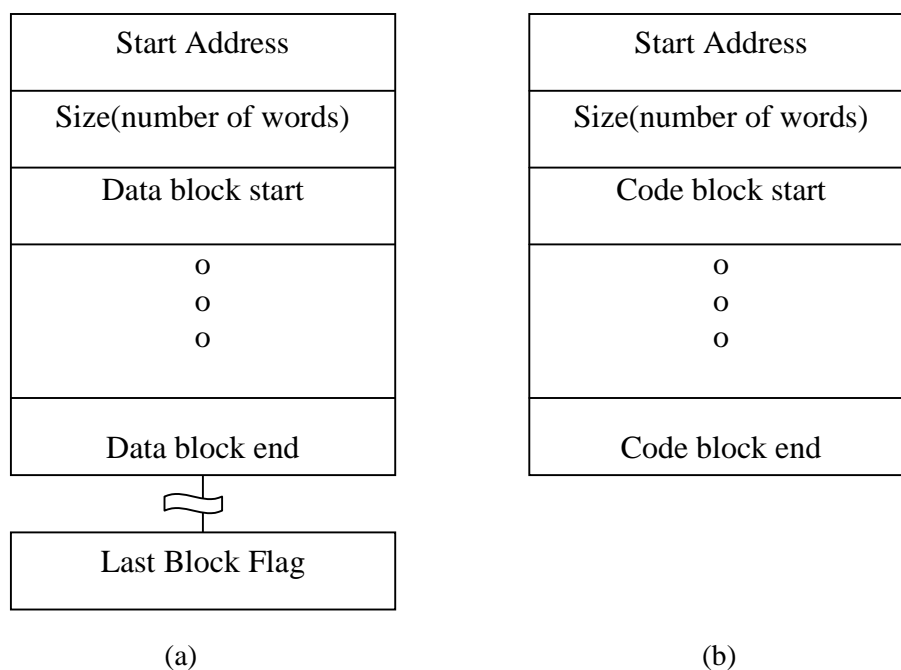 Start Address
Size(number of words)
Data block start
o
o
o
Data block end
Last Block Flag
(a)
Start Address
Size(number of words)
Code block start
o
o
o
Code block end
(b)